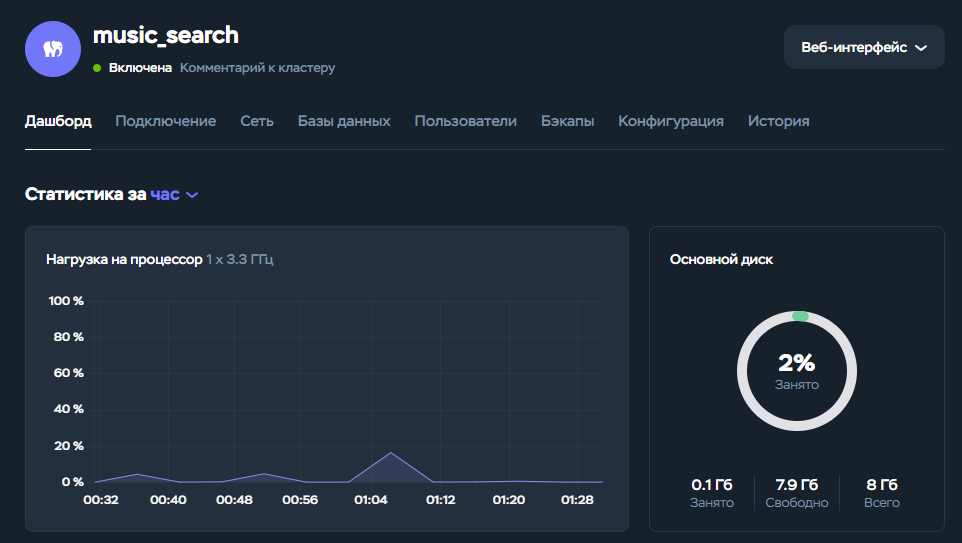 music_search
Веб-интерфейс
Включена Комментарий к кластеру
Дашборд Подключение Сеть Базы данных Пользователи Бэкапы Конфигурация История
Статистика за час
Нагрузка на процессор 1 x 3.3 ГГц
100 %
80 %
60 %
40 %
20 %
0 %
00:32 00:40 00:48 00:56 01:04 01:12 01:20 01:28
Основной диск
2%
Занято
0.1 Гб 7.9 Гб 8 Гб
Занято Свободно Всего